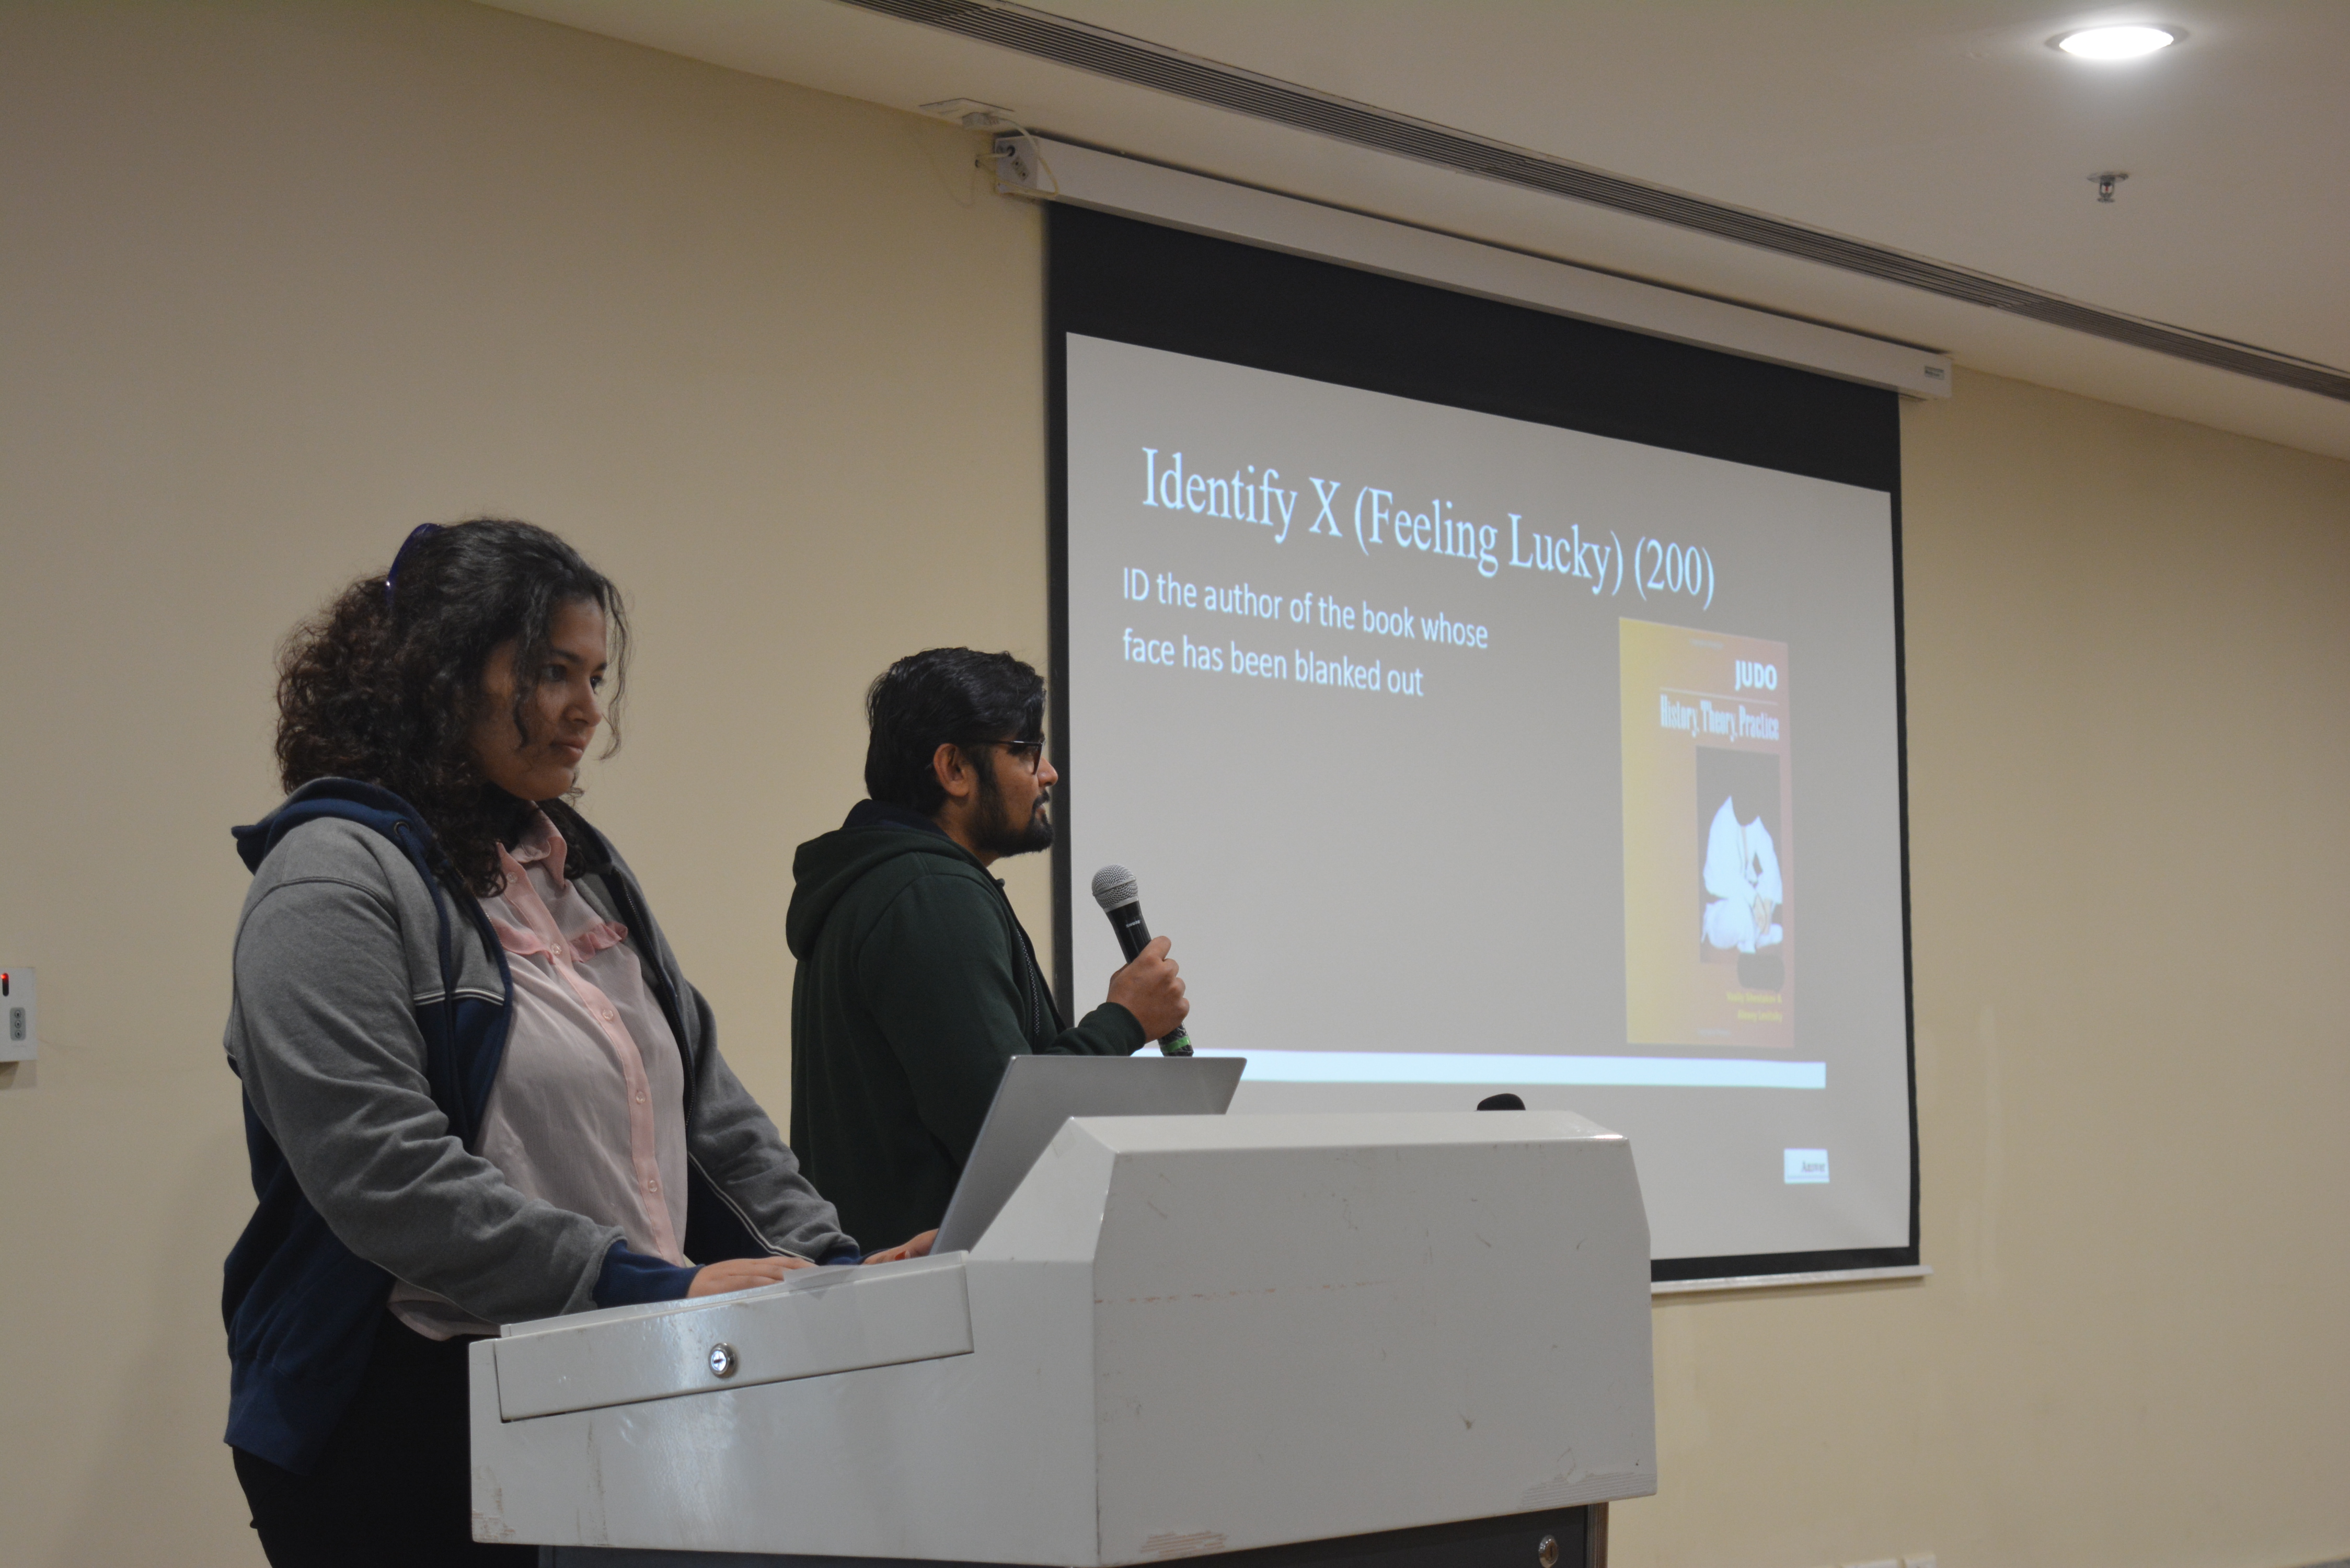 Identify X (Feeling Lucky) (200)
ID the author of the book whose
face has been blanked out
JUDO
History, Theory, Practice
Answer